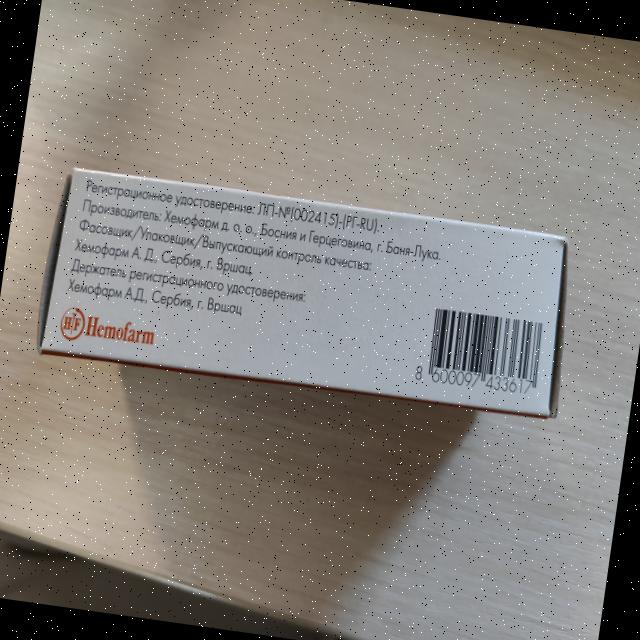 Регистрационное удостоверение: ЛП-№(002415)-(РГ-RU).
Производитель: Хемофарм д. о. о., Босния и Герцеговина, г. Баня-Лука.
Фасовщик/Упаковщик/Выпускающий контроль качества:
Хемофарм А. Д., Сербия, г. Вршац
Держатель регистрационного удостоверения:
Хемофарм А.Д., Сербия, г. Вршац
HF Hemofarm
8 600097 433617